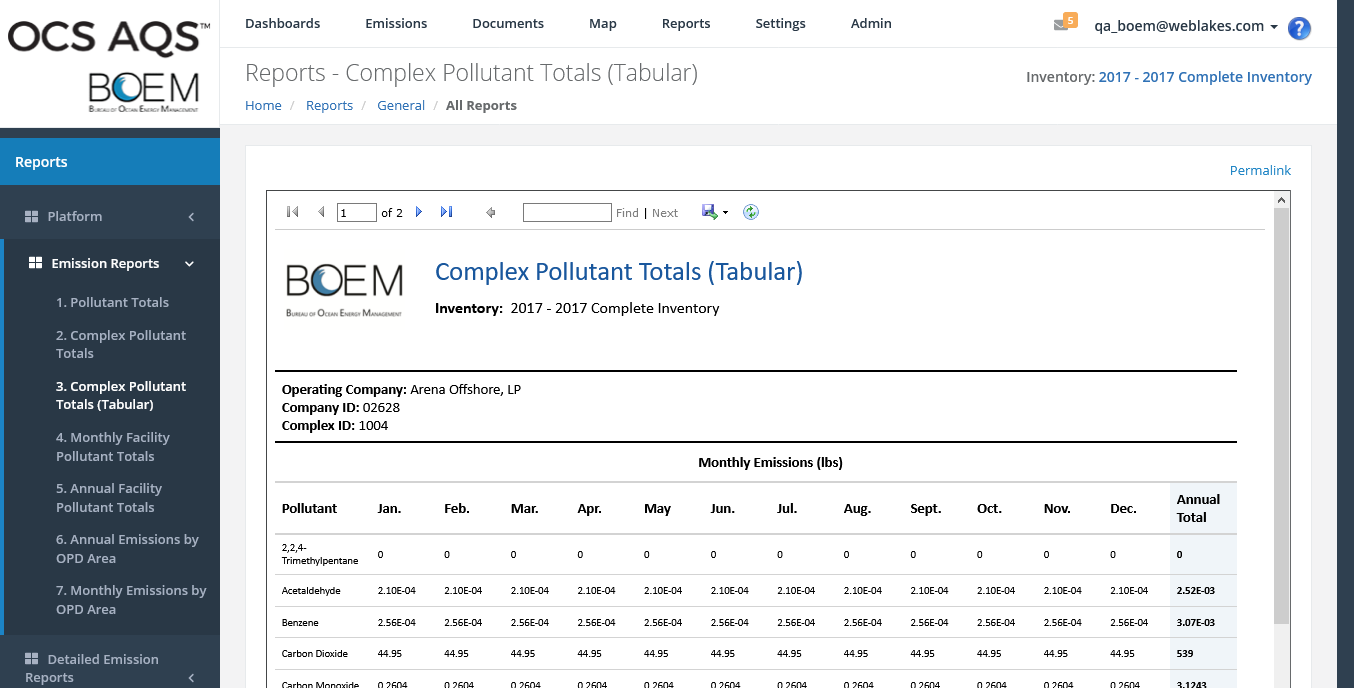 OCS AQS™
BOEM
BUREAU OF OCEAN ENERGY MANAGEMENT
Dashboards Emissions Documents Map Reports Settings Admin
5
qa_boem@weblakes.com
?
Reports - Complex Pollutant Totals (Tabular)
Inventory: 2017 - 2017 Complete Inventory
Home / Reports / General / All Reports
Reports
Platform
Emission Reports
1. Pollutant Totals
2. Complex Pollutant
Totals
3. Complex Pollutant
Totals (Tabular)
4. Monthly Facility
Pollutant Totals
5. Annual Facility
Pollutant Totals
6. Annual Emissions by
OPD Area
7. Monthly Emissions by
OPD Area
Detailed Emission
Reports
Permalink
1 of 2 Find | Next
BOEM
BUREAU OF OCEAN ENERGY MANAGEMENT
Complex Pollutant Totals (Tabular)
Inventory: 2017 - 2017 Complete Inventory
Operating Company: Arena Offshore, LP
Company ID: 02628
Complex ID: 1004
Monthly Emissions (lbs)
Pollutant Jan. Feb. Mar. Apr. May Jun. Jul. Aug. Sept. Oct. Nov. Dec. Annual
Total
2,2,4-
Trimethylpentane 0 0 0 0 0 0 0 0 0 0 0 0 0
Acetaldehyde 2.10E-04 2.10E-04 2.10E-04 2.10E-04 2.10E-04 2.10E-04 2.10E-04 2.10E-04 2.10E-04 2.10E-04 2.10E-04 2.10E-04 2.52E-03
Benzene 2.56E-04 2.56E-04 2.56E-04 2.56E-04 2.56E-04 2.56E-04 2.56E-04 2.56E-04 2.56E-04 2.56E-04 2.56E-04 2.56E-04 3.07E-03
Carbon Dioxide 44.95 44.95 44.95 44.95 44.95 44.95 44.95 44.95 44.95 44.95 44.95 44.95 539
Carbon Monoxide 0.2604 0.2604 0.2604 0.2604 0.2604 0.2604 0.2604 0.2604 0.2604 0.2604 0.2604 0.2604 3.1243